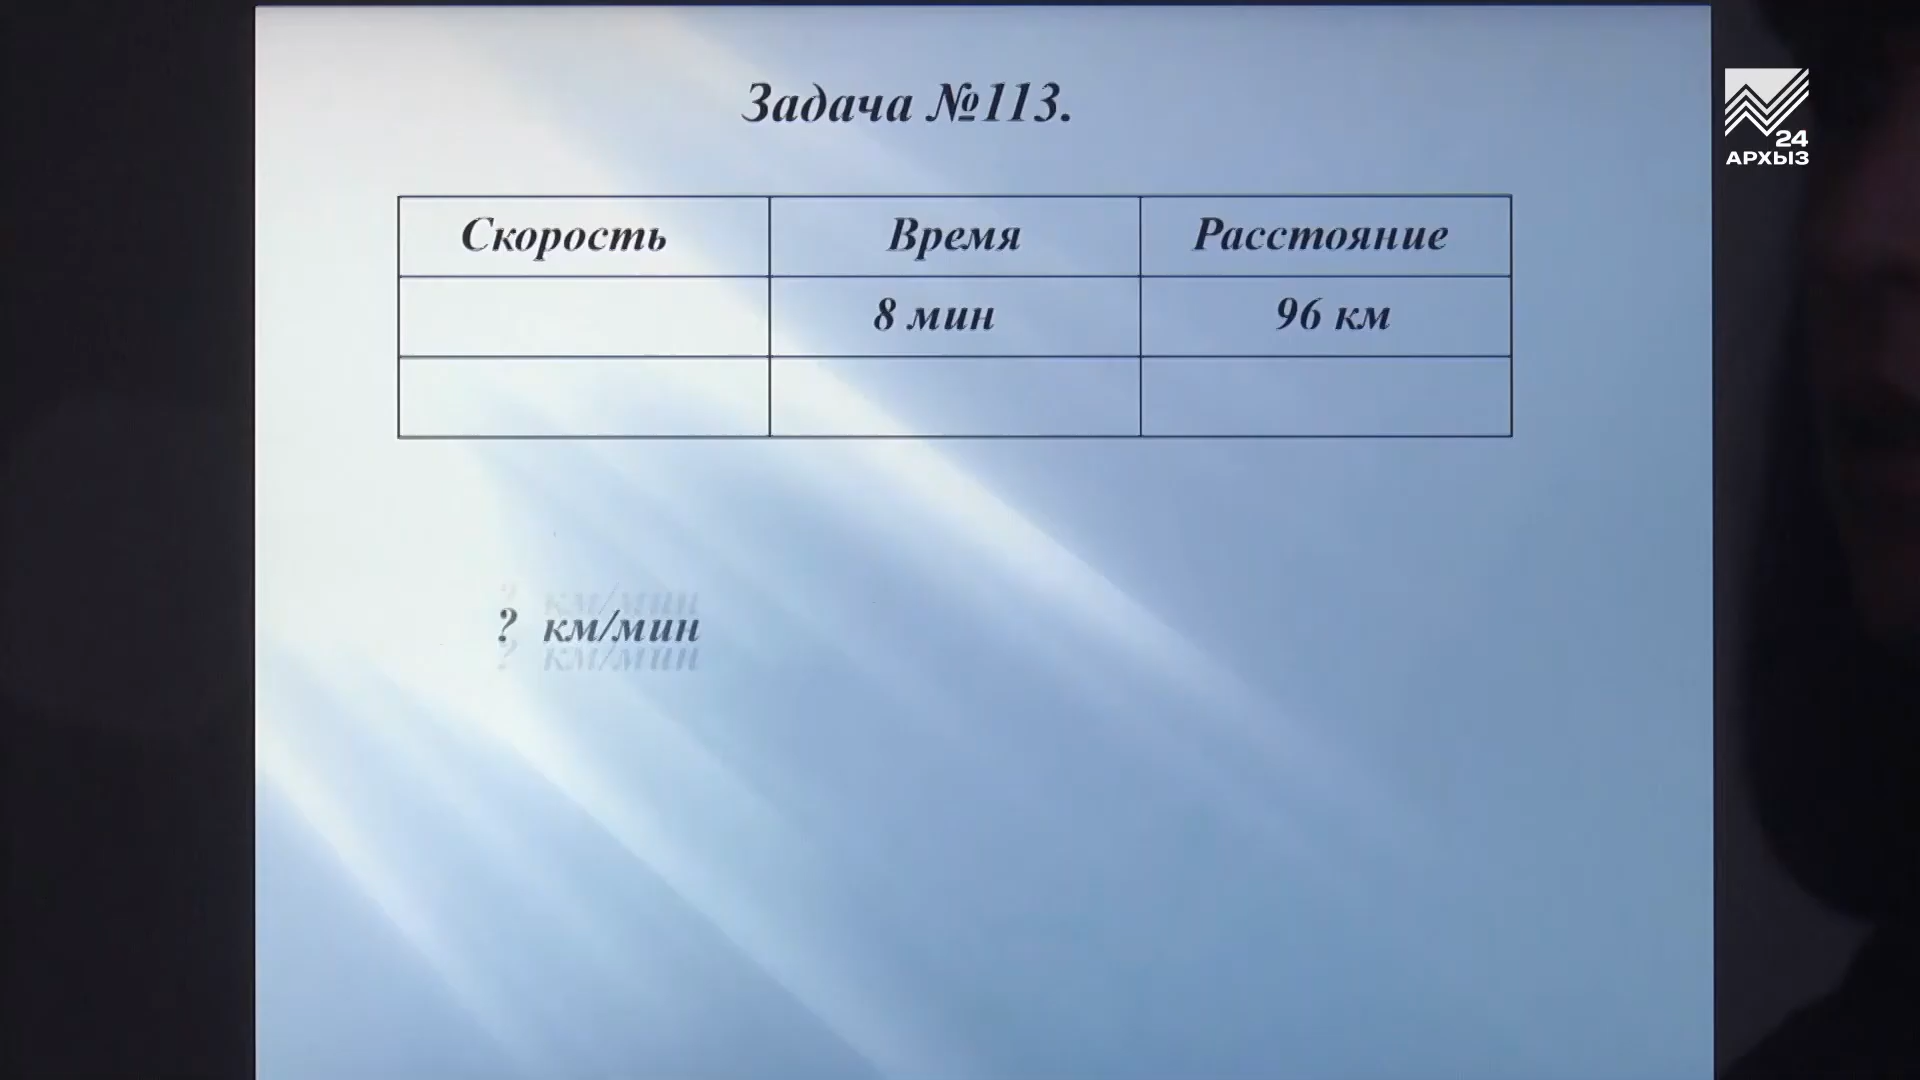 Задача №113.
Скорость Время Расстояние
8 мин 96 км
? км/мин
24
АРХЫЗ